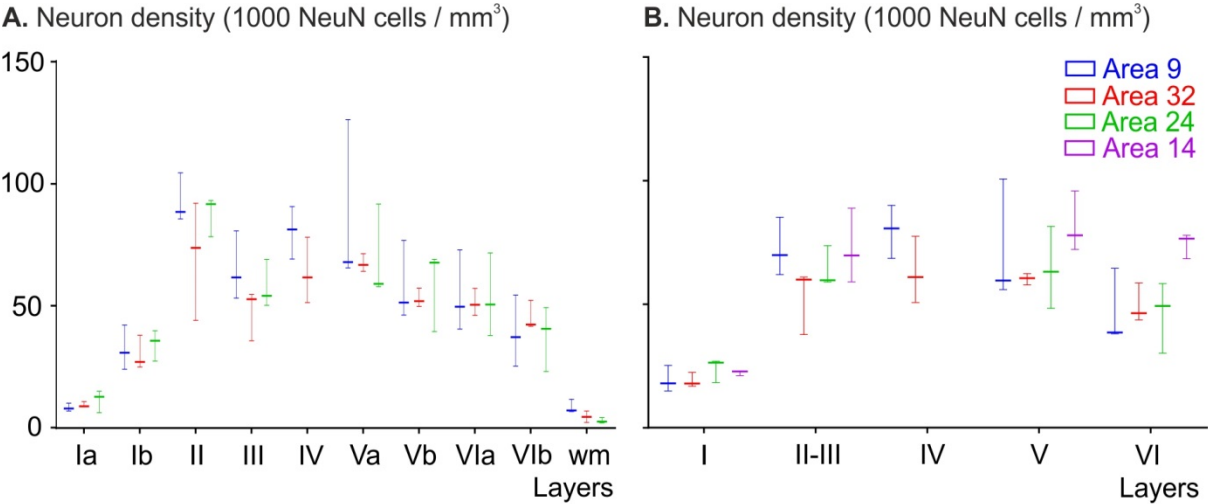 A. Neuron density (1000 NeuN cells / mm³)
150
100
50
0
Ia Ib II III IV Va Vb VIa VIb wm
Layers
B. Neuron density (1000 NeuN cells / mm³)
Area 9
Area 32
Area 24
Area 14
I II-III IV V VI
Layers